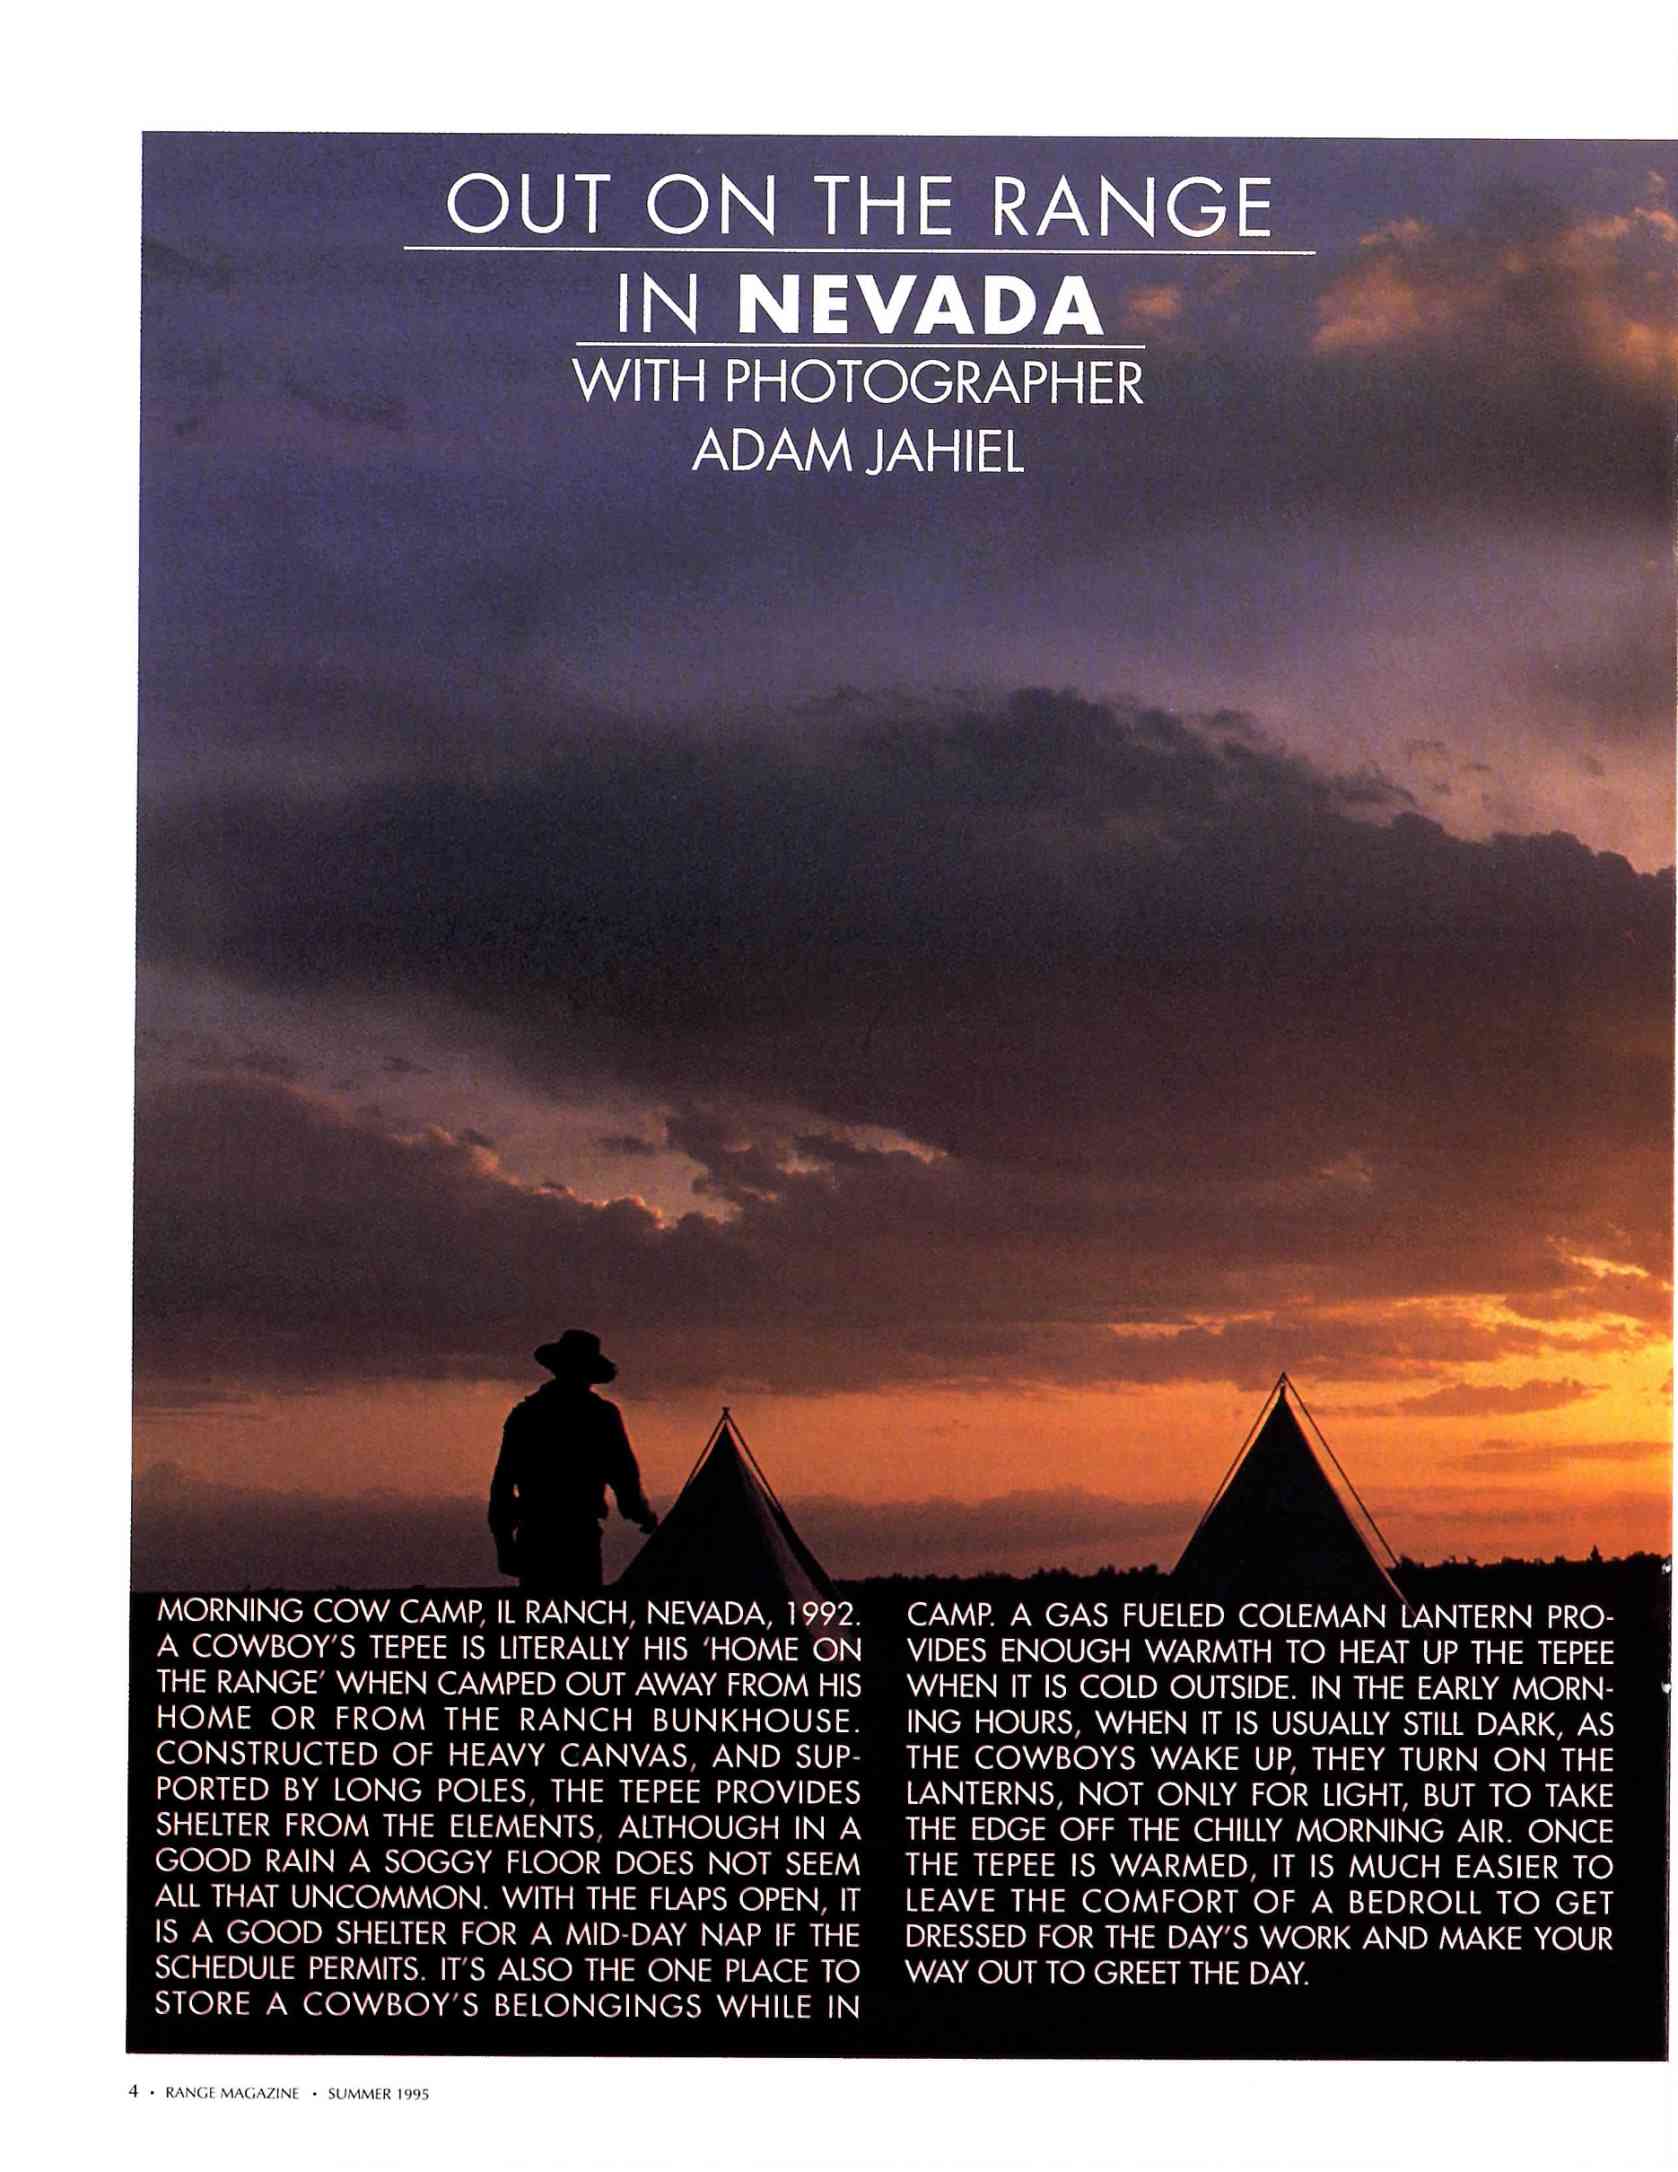 OUT ON THE RANGE
IN NEVADA
WITH PHOTOGRAPHER
ADAM JAHIEL
MORNING COW CAMP, IL RANCH, NEVADA, 1992.
A COWBOY'S TEPEE IS LITERALLY HIS 'HOME ON
THE RANGE' WHEN CAMPED OUT AWAY FROM HIS
HOME OR FROM THE RANCH BUNKHOUSE.
CONSTRUCTED OF HEAVY CANVAS, AND SUP-
PORTED BY LONG POLES, THE TEPEE PROVIDES
SHELTER FROM THE ELEMENTS, ALTHOUGH IN A
GOOD RAIN A SOGGY FLOOR DOES NOT SEEM
ALL THAT UNCOMMON. WITH THE FLAPS OPEN, IT
IS A GOOD SHELTER FOR A MID-DAY NAP IF THE
SCHEDULE PERMITS. IT'S ALSO THE ONE PLACE TO
STORE A COWBOY'S BELONGINGS WHILE IN
CAMP. A GAS FUELED COLEMAN LANTERN PRO-
VIDES ENOUGH WARMTH TO HEAT UP THE TEPEE
WHEN IT IS COLD OUTSIDE. IN THE EARLY MORN-
ING HOURS, WHEN IT IS USUALLY STILL DARK, AS
THE COWBOYS WAKE UP, THEY TURN ON THE
LANTERNS, NOT ONLY FOR LIGHT, BUT TO TAKE
THE EDGE OFF THE CHILLY MORNING AIR. ONCE
THE TEPEE IS WARMED, IT IS MUCH EASIER TO
LEAVE THE COMFORT OF A BEDROLL TO GET
DRESSED FOR THE DAY'S WORK AND MAKE YOUR
WAY OUT TO GREET THE DAY.
4 • RANGE MAGAZINE • SUMMER 1995